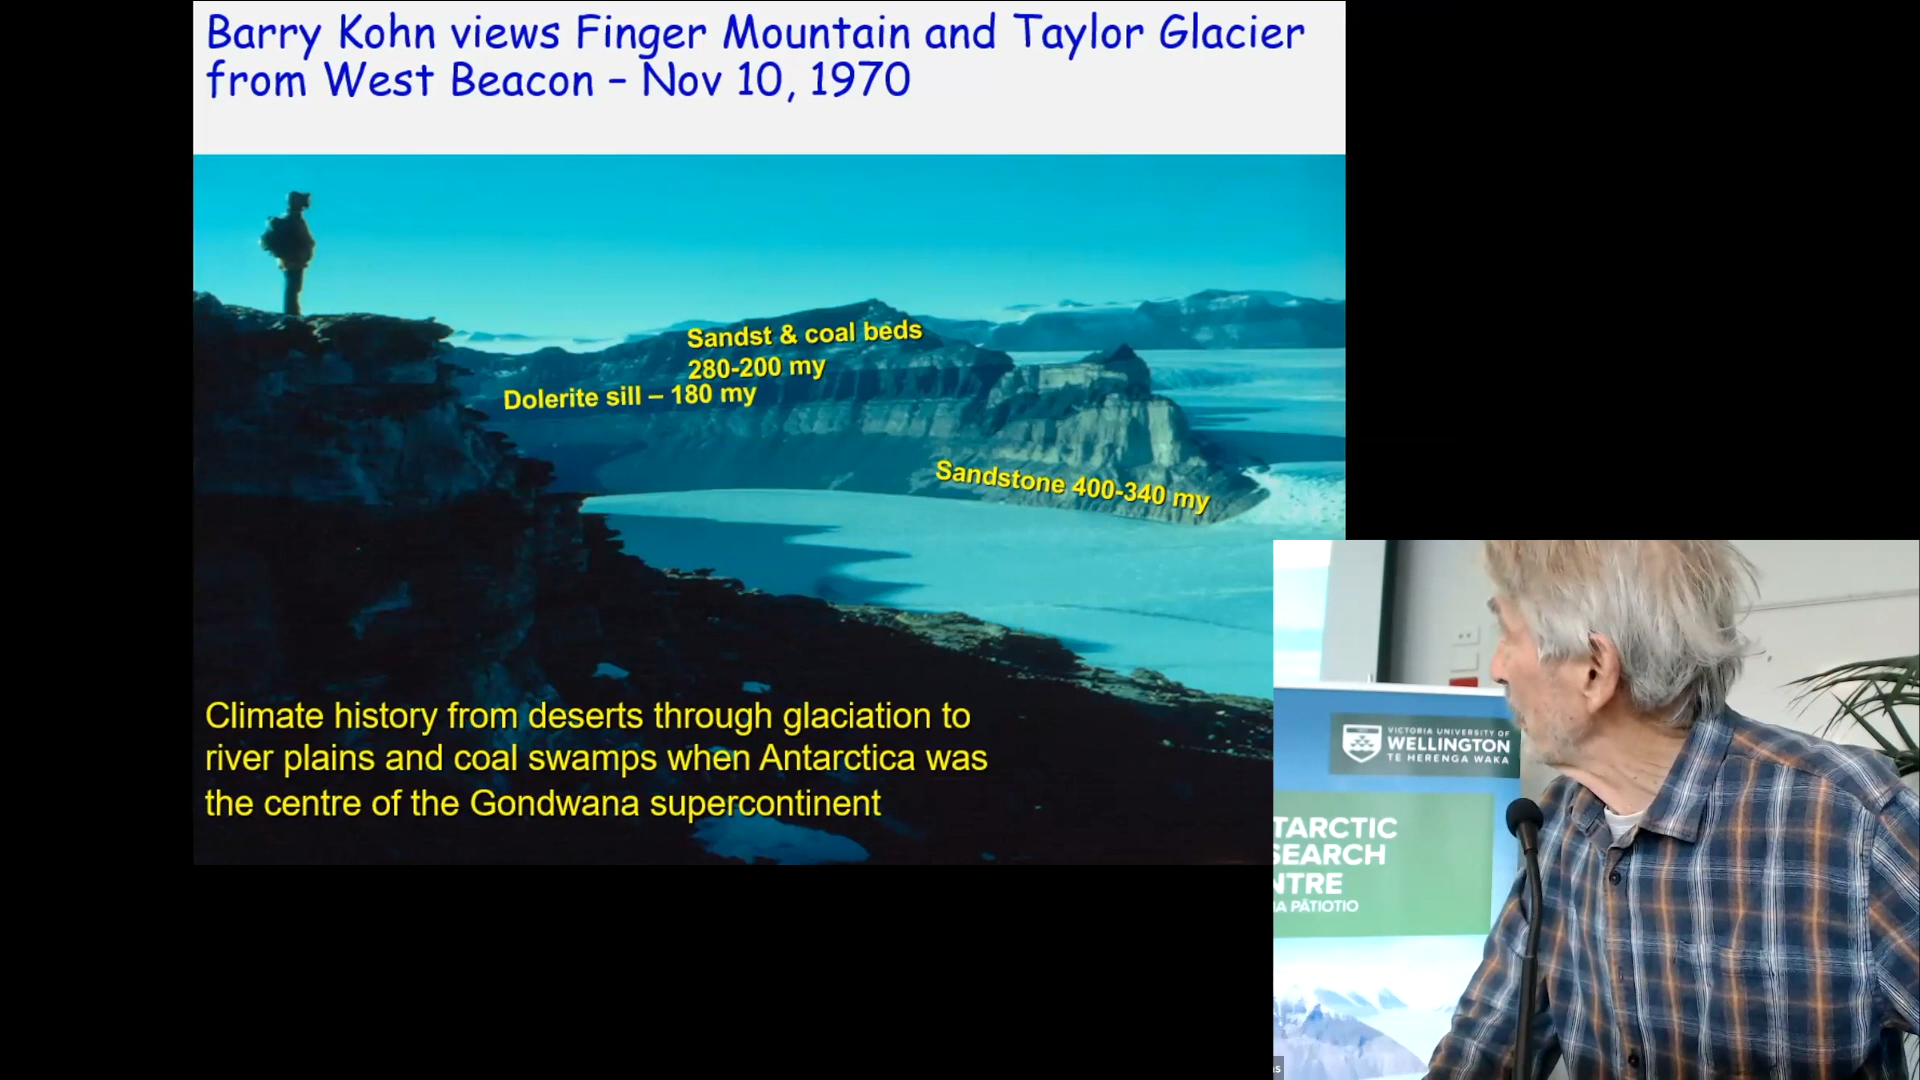 Barry Kohn views Finger Mountain and Taylor Glacier
from West Beacon – Nov 10, 1970
Sandst & coal beds
280-200 my
Dolerite sill – 180 my
Sandstone 400-340 my
Climate history from deserts through glaciation to
river plains and coal swamps when Antarctica was
the centre of the Gondwana supercontinent
VICTORIA UNIVERSITY OF
WELLINGTON
TE HERENGA WAKA
TARCTIC
SEARCH
NTRE
PĀTIOTIO